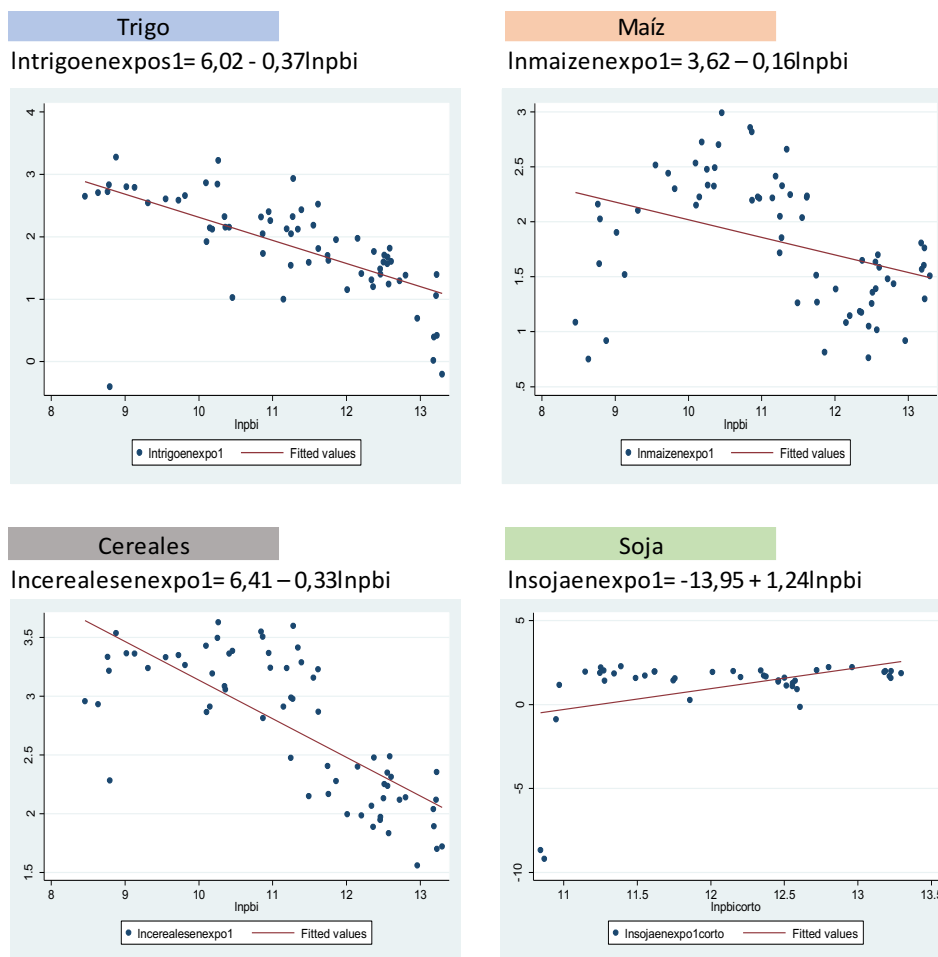 Trigo
lntrigoenexpos1= 6,02 - 0,37lnpbi
4
3
2
1
0
8 9 10 11 12 13
lnpbi
lntrigoenexpo1 Fitted values
Maíz
lnmaizenexpo1= 3,62 – 0,16lnpbi
3
2.5
2
1.5
1
.5
8 9 10 11 12 13
lnpbi
lnmaizenexpo1 Fitted values
Cereales
lncerealesenexpo1= 6,41 – 0,33lnpbi
3.5
3
2.5
2
1.5
8 9 10 11 12 13
lnpbi
lncerealesenexpo1 Fitted values
Soja
lnsojaenexpo1= -13,95 + 1,24lnpbi
5
0
-5
-10
11 11.5 12 12.5 13 13.5
lnpbicorto
lnsojaenexpo1corto Fitted values